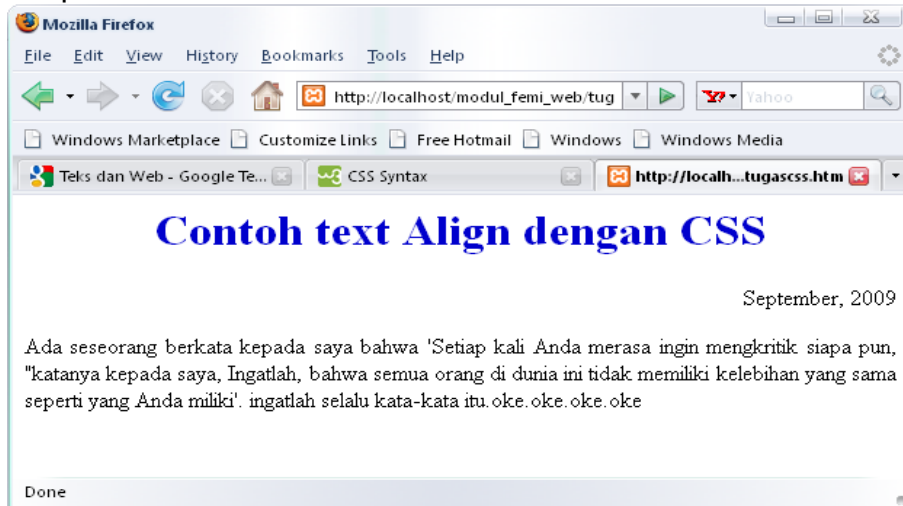 Mozilla Firefox
File Edit View History Bookmarks Tools Help
http://localhost/modul_femi_web/tug Yahoo
Windows Marketplace Customize Links Free Hotmail Windows Windows Media
Teks dan Web - Google Te... CSS Syntax http://localh...tugascss.htm
Contoh text Align dengan CSS
September, 2009
Ada seseorang berkata kepada saya bahwa 'Setiap kali Anda merasa ingin mengkritik siapa pun,
"katanya kepada saya, Ingatlah, bahwa semua orang di dunia ini tidak memiliki kelebihan yang sama
seperti yang Anda miliki'. ingatlah selalu kata-kata itu.oke.oke.oke.oke
Done